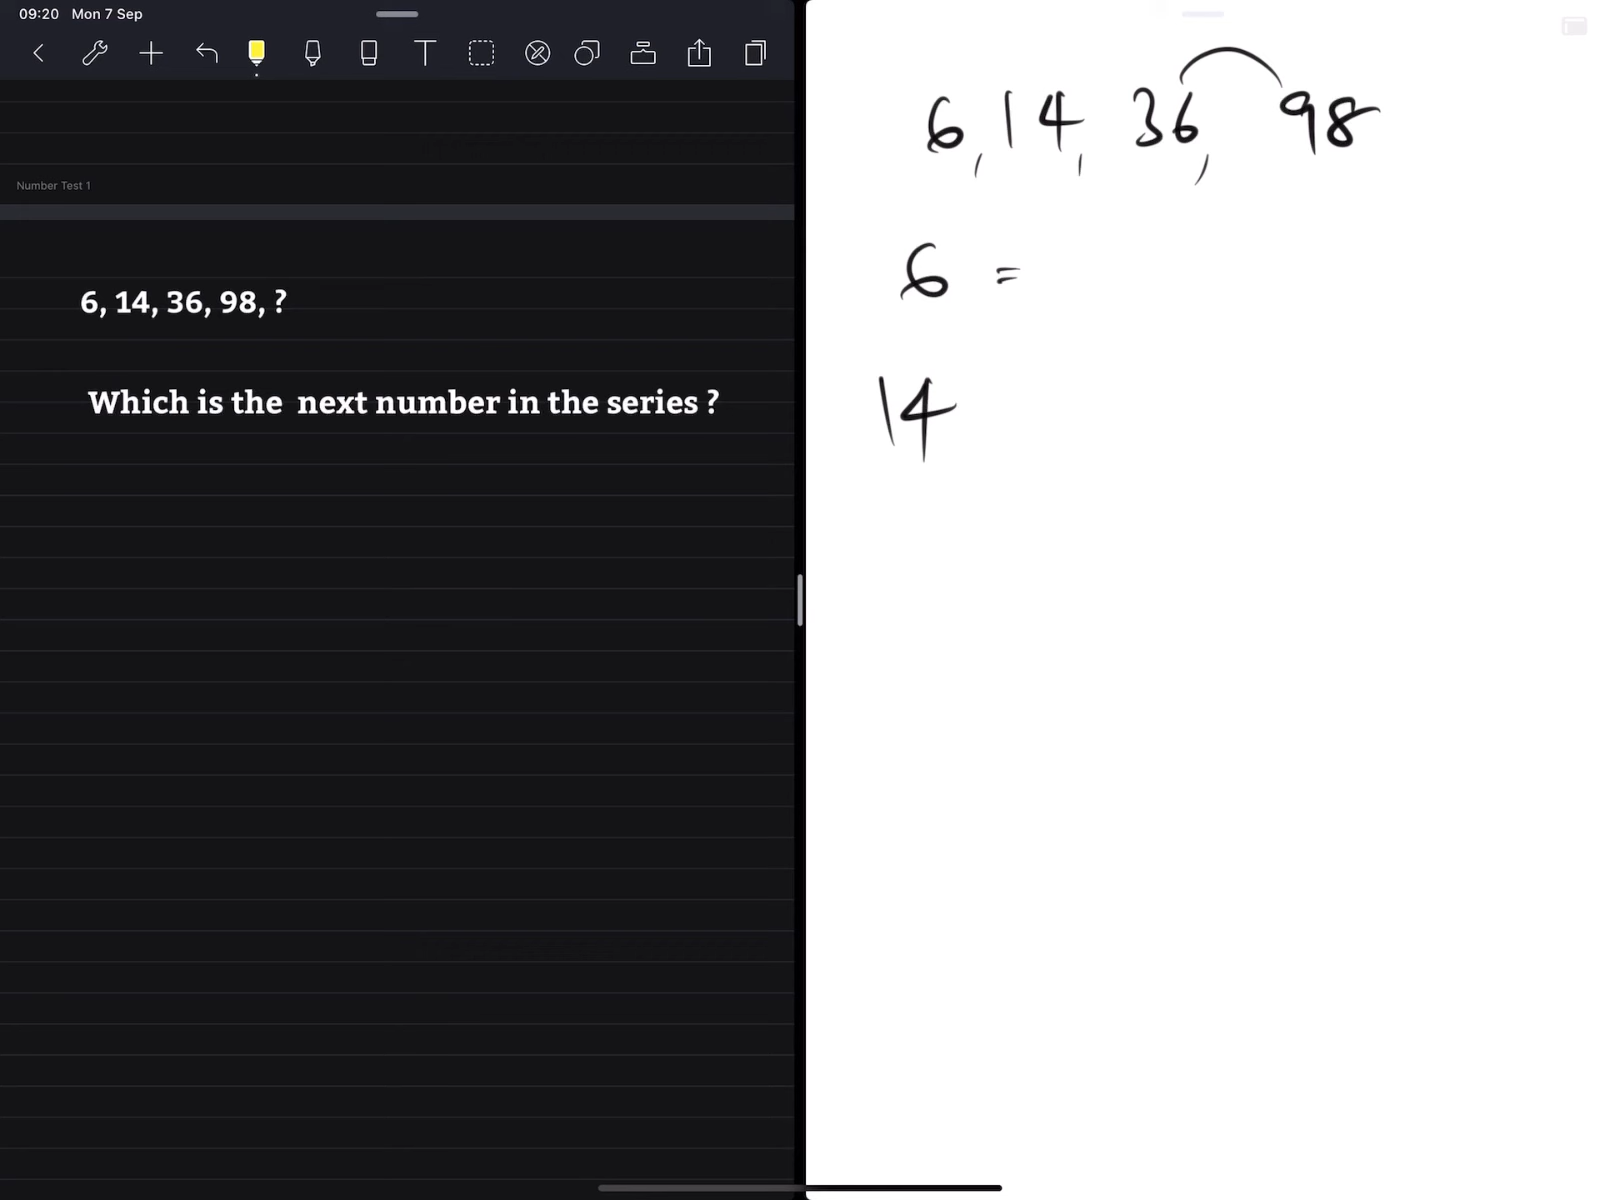 09:20 Mon 7 Sep
Number Test 1
6, 14, 36, 98, ?
Which is the next number in the series ?
6, 14, 36, 98
6 =
14